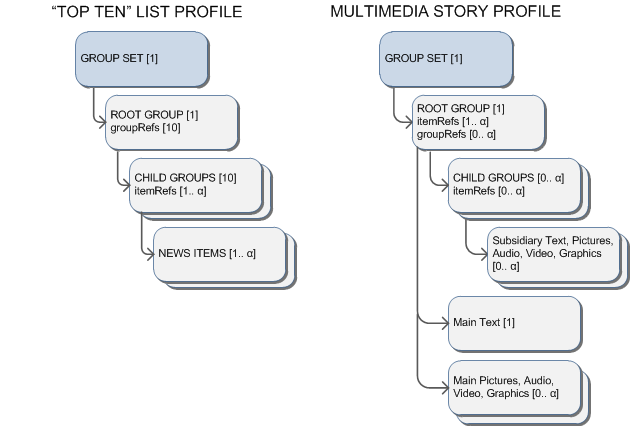 “TOP TEN” LIST PROFILE
GROUP SET [1]
ROOT GROUP [1]
groupRefs [10]
CHILD GROUPS [10]
itemRefs [1.. α]
NEWS ITEMS [1.. α]
MULTIMEDIA STORY PROFILE
GROUP SET [1]
ROOT GROUP [1]
itemRefs [1.. α]
groupRefs [0.. α]
CHILD GROUPS [0.. α]
itemRefs [0.. α]
Subsidiary Text, Pictures,
Audio, Video, Graphics
[0.. α]
Main Text [1]
Main Pictures, Audio,
Video, Graphics [0.. α]